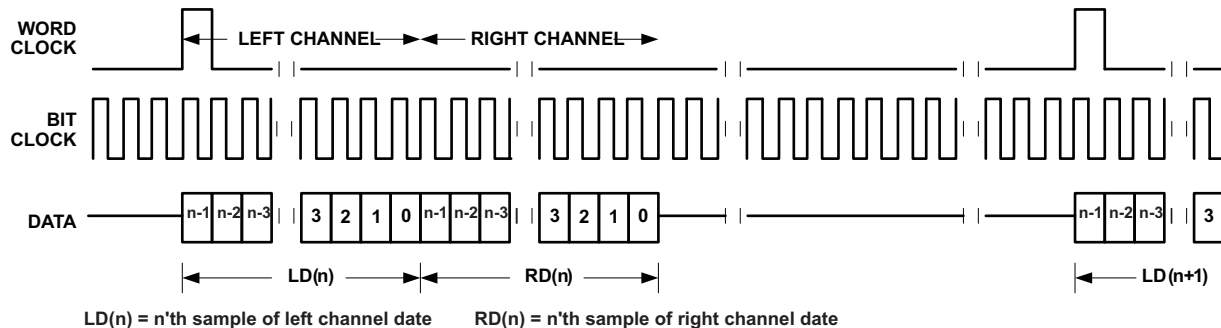 WORD
CLOCK
LEFT CHANNEL
RIGHT CHANNEL
BIT
CLOCK
DATA
n-1 n-2 n-3 3 2 1 0 n-1 n-2 n-3 3 2 1 0 n-1 n-2 n-3 3
LD(n) RD(n) LD(n+1)
LD(n) = n'th sample of left channel date RD(n) = n'th sample of right channel date